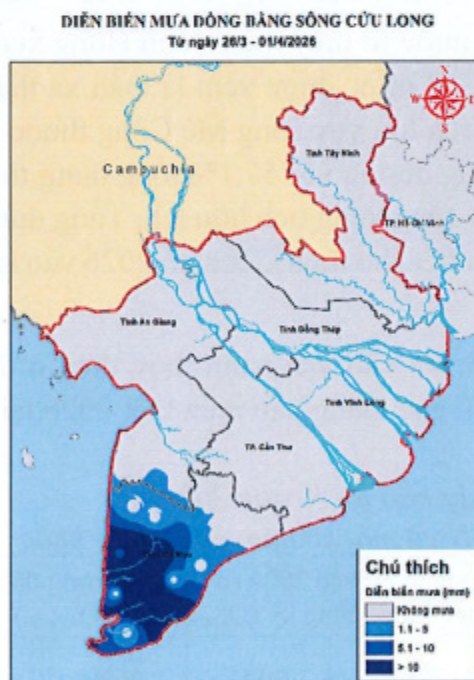 DIỄN BIẾN MƯA ĐỒNG BẰNG SÔNG CỬU LONG
Từ ngày 26/3 - 01/4/2026
N
W
S
Campuchia
Tỉnh Tây Ninh
TP. Hồ Chí Minh
Tỉnh An Giang
Tỉnh Đồng Tháp
Tỉnh Vĩnh Long
TP. Cần Thơ
Chú thích
Diễn biến mưa (mm)
Không mưa
1.1 - 5
5.1 - 10
> 10